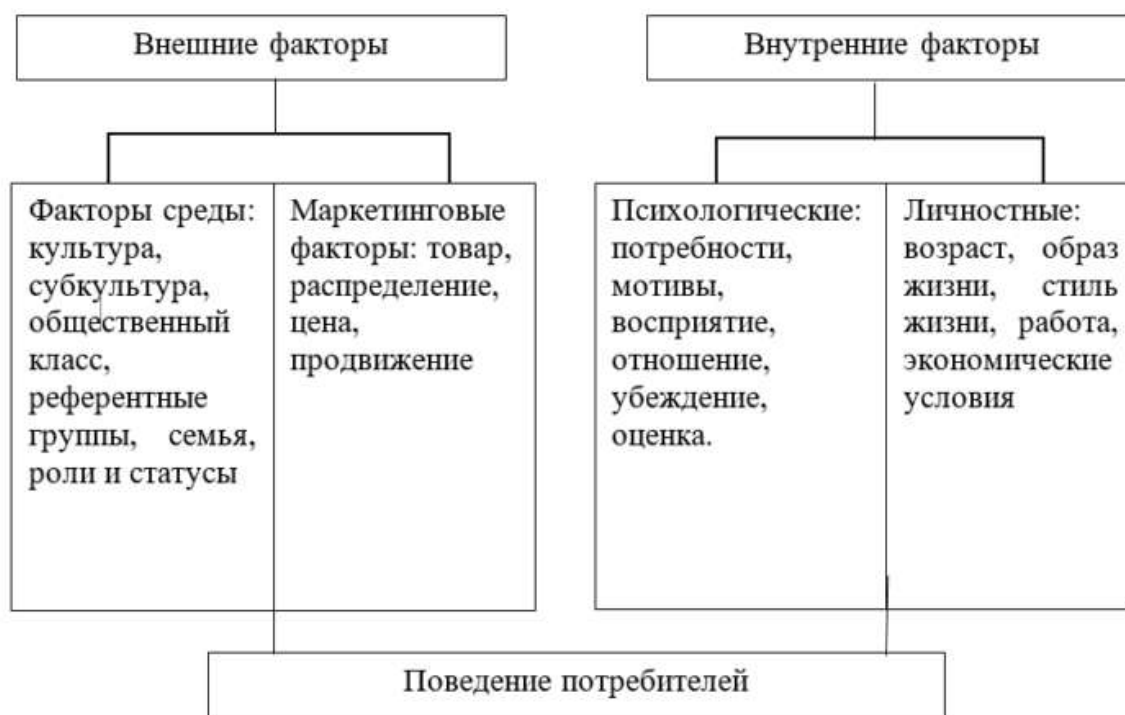 Внешние факторы
Внутренние факторы
Факторы среды:
культура,
субкультура,
общественный
класс,
референтные
группы, семья,
роли и статусы
Маркетинговые
факторы: товар,
распределение,
цена,
продвижение
Психологические:
потребности,
мотивы,
восприятие,
отношение,
убеждение,
оценка.
Личностные:
возраст, образ
жизни, стиль
жизни, работа,
экономические
условия
Поведение потребителей